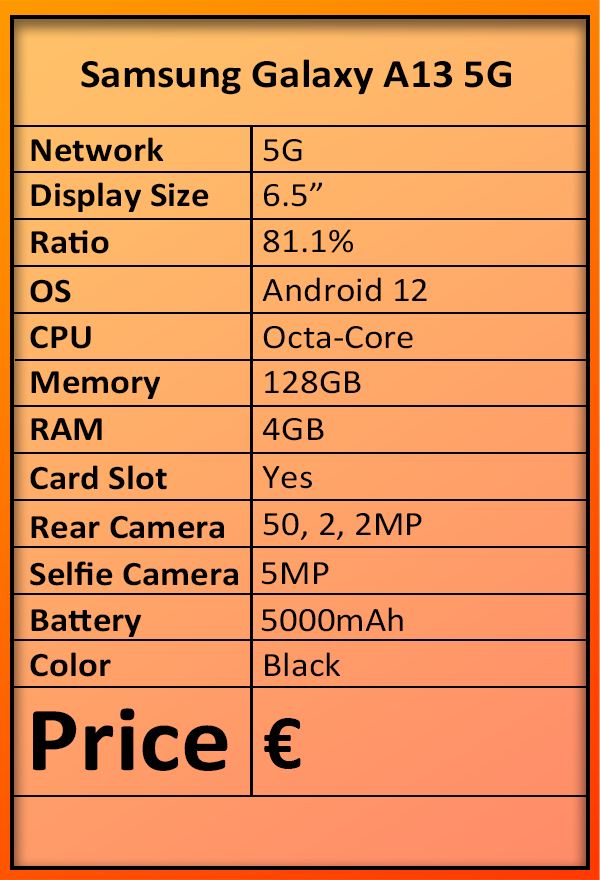 Samsung Galaxy A13 5G
Network 5G
Display Size 6.5”
Ratio 81.1%
OS Android 12
CPU Octa-Core
Memory 128GB
RAM 4GB
Card Slot Yes
Rear Camera 50, 2, 2MP
Selfie Camera 5MP
Battery 5000mAh
Color Black
Price €